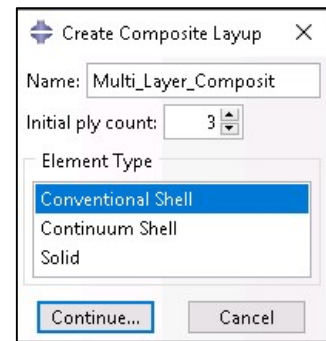 Create Composite Layup
Name: Multi_Layer_Composit
Initial ply count: 3
Element Type
Conventional Shell
Continuum Shell
Solid
Continue... Cancel